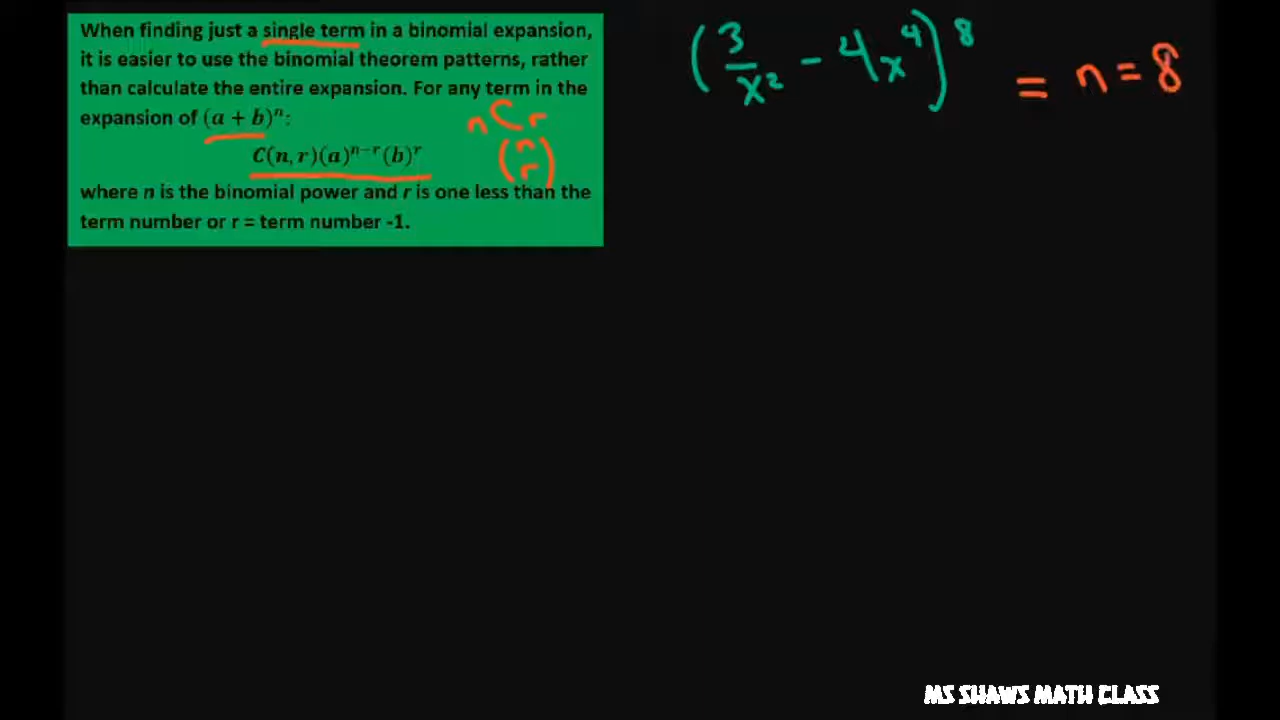 When finding just a single term in a binomial expansion,
it is easier to use the binomial theorem patterns, rather
than calculate the entire expansion. For any term in the
expansion of (a + b)ⁿ:
C(n, r)(a)ⁿ⁻ʳ(b)ʳ
where n is the binomial power and r is one less than the
term number or r = term number -1.
nCr
(n r)
(3/x² - 4x⁴)⁸ = n = 8
MS SHAWS MATH CLASS